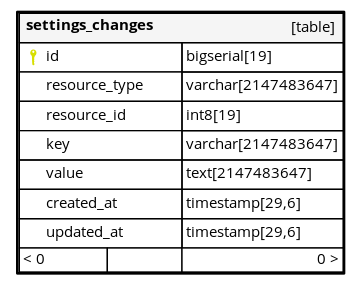 settings_changes [table]
id bigserial[19]
resource_type varchar[2147483647]
resource_id int8[19]
key varchar[2147483647]
value text[2147483647]
created_at timestamp[29,6]
updated_at timestamp[29,6]
< 0 0 >